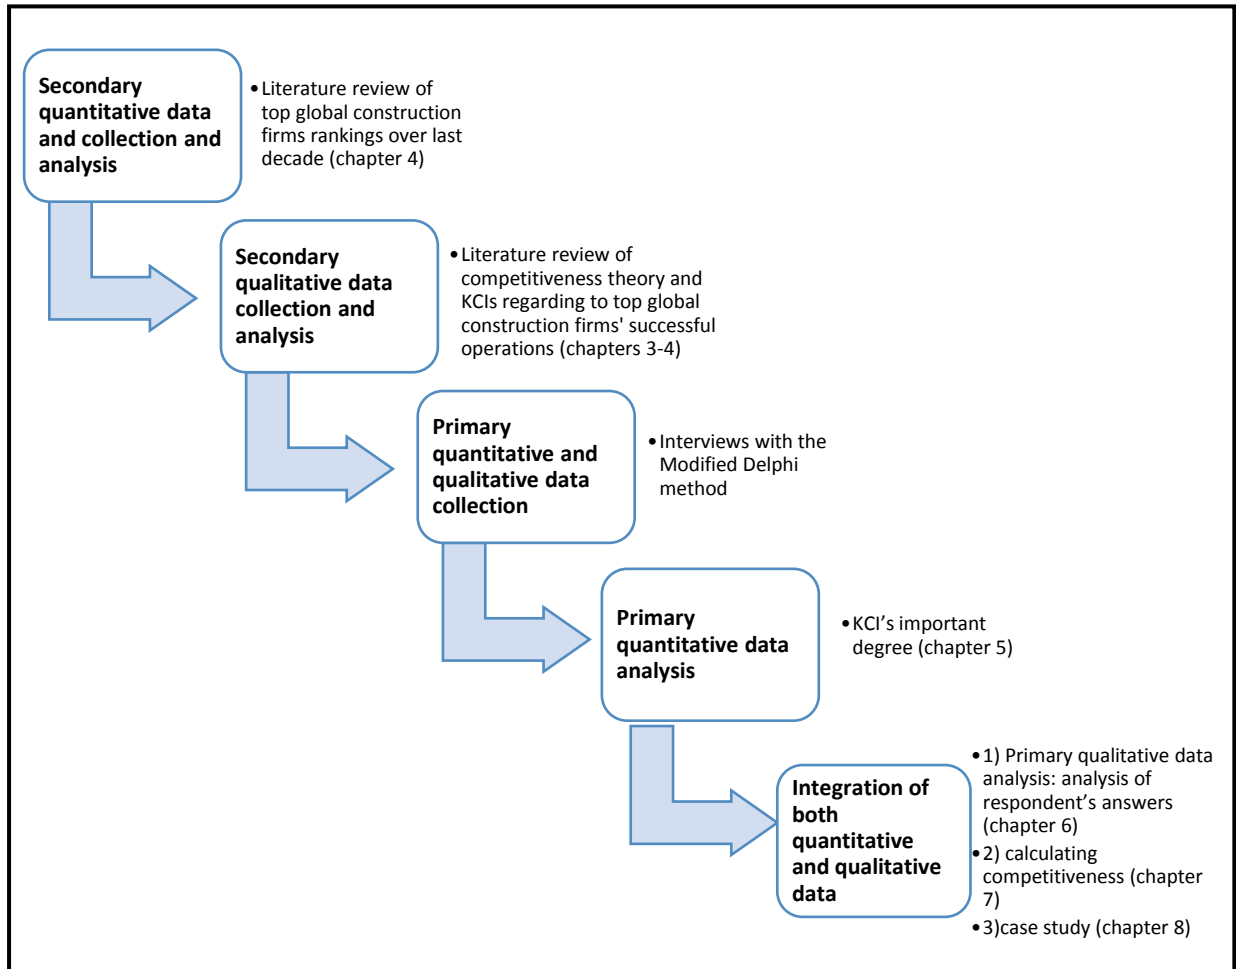 Secondary
quantitative data
and collection and
analysis
•Literature review of
top global construction
firms rankings over last
decade (chapter 4)
Secondary
qualitative data
collection and
analysis
•Literature review of
competitiveness theory and
KCIs regarding to top global
construction firms' successful
operations (chapters 3-4)
Primary
quantitative and
qualitative data
collection
•Interviews with the
Modified Delphi
method
Primary
quantitative data
analysis
•KCI’s important
degree (chapter 5)
Integration of
both
quantitative
and qualitative
data
•1) Primary qualitative data
analysis: analysis of
respondent’s answers
(chapter 6)
•2) calculating
competitiveness (chapter
7)
•3)case study (chapter 8)